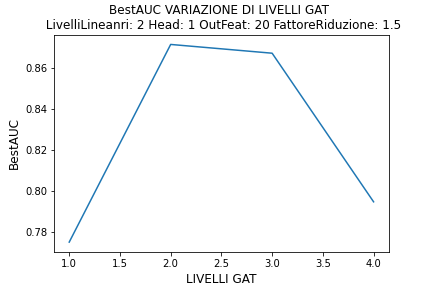 BestAUC VARIAZIONE DI LIVELLI GAT
LivelliLineanri: 2 Head: 1 OutFeat: 20 FattoreRiduzione: 1.5
0.86
0.84
0.82
0.80
0.78
BestAUC
1.0 1.5 2.0 2.5 3.0 3.5 4.0
LIVELLI GAT